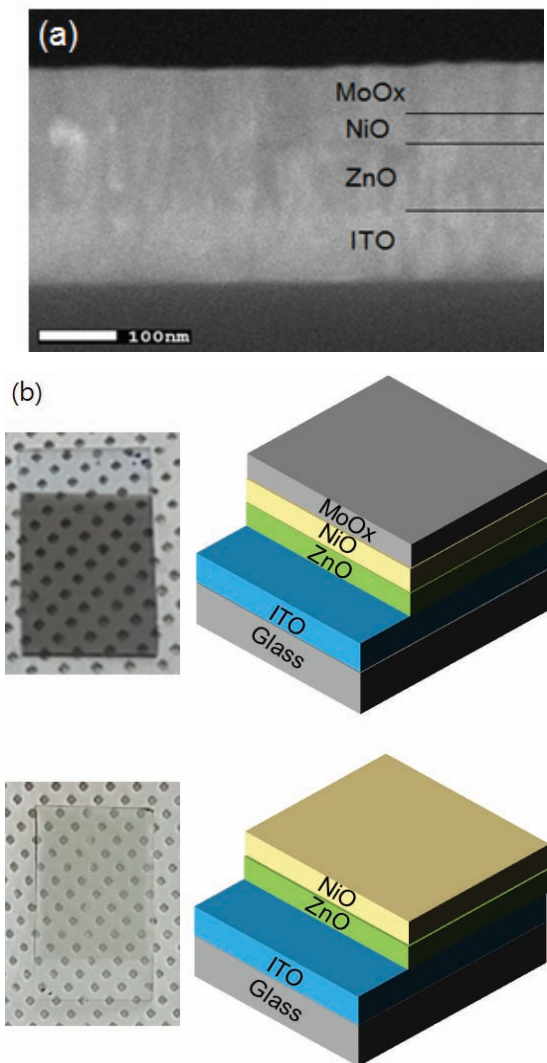 (a)
MoOx
NiO
ZnO
ITO
100nm
(b)
MoOx
NiO
ZnO
ITO
Glass
NiO
ZnO
ITO
Glass